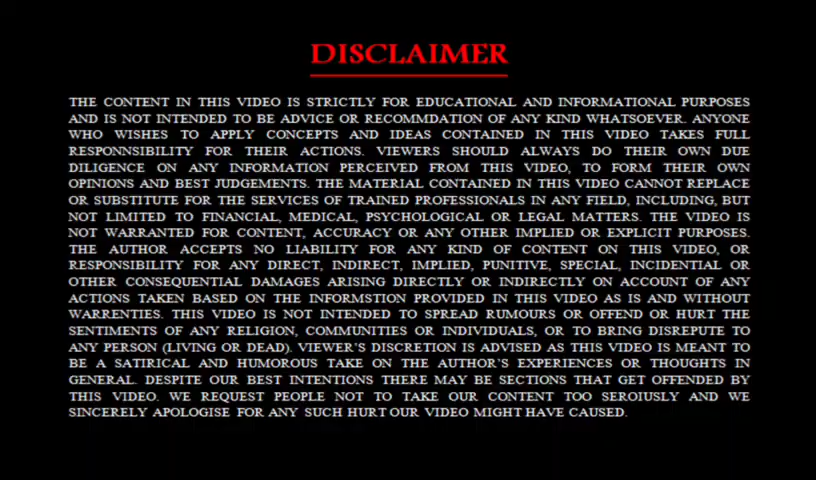 DISCLAIMER
THE CONTENT IN THIS VIDEO IS STRICTLY FOR EDUCATIONAL AND INFORMATIONAL PURPOSES
AND IS NOT INTENDED TO BE ADVICE OR RECOMMDATION OF ANY KIND WHATSOEVER. ANYONE
WHO WISHES TO APPLY CONCEPTS AND IDEAS CONTAINED IN THIS VIDEO TAKES FULL
RESPONNSIBILITY FOR THEIR ACTIONS. VIEWERS SHOULD ALWAYS DO THEIR OWN DUE
DILIGENCE ON ANY INFORMATION PERCEIVED FROM THIS VIDEO, TO FORM THEIR OWN
OPINIONS AND BEST JUDGEMENTS. THE MATERIAL CONTAINED IN THIS VIDEO CANNOT REPLACE
OR SUBSTITUTE FOR THE SERVICES OF TRAINED PROFESSIONALS IN ANY FIELD, INCLUDING, BUT
NOT LIMITED TO FINANCIAL, MEDICAL, PSYCHOLOGICAL OR LEGAL MATTERS. THE VIDEO IS
NOT WARRANTED FOR CONTENT, ACCURACY OR ANY OTHER IMPLIED OR EXPLICIT PURPOSES.
THE AUTHOR ACCEPTS NO LIABILITY FOR ANY KIND OF CONTENT ON THIS VIDEO, OR
RESPONSIBILITY FOR ANY DIRECT, INDIRECT, IMPLIED, PUNITIVE, SPECIAL, INCIDENTIAL OR
OTHER CONSEQUENTIAL DAMAGES ARISING DIRECTLY OR INDIRECTLY ON ACCOUNT OF ANY
ACTIONS TAKEN BASED ON THE INFORMSTION PROVIDED IN THIS VIDEO AS IS AND WITHOUT
WARRENTIES. THIS VIDEO IS NOT INTENDED TO SPREAD RUMOURS OR OFFEND OR HURT THE
SENTIMENTS OF ANY RELIGION, COMMUNITIES OR INDIVIDUALS, OR TO BRING DISREPUTE TO
ANY PERSON (LIVING OR DEAD). VIEWER'S DISCRETION IS ADVISED AS THIS VIDEO IS MEANT TO
BE A SATIRICAL AND HUMOROUS TAKE ON THE AUTHOR'S EXPERIENCES OR THOUGHTS IN
GENERAL. DESPITE OUR BEST INTENTIONS THERE MAY BE SECTIONS THAT GET OFFENDED BY
THIS VIDEO. WE REQUEST PEOPLE NOT TO TAKE OUR CONTENT TOO SEROIUSLY AND WE
SINCERELY APOLOGISE FOR ANY SUCH HURT OUR VIDEO MIGHT HAVE CAUSED.